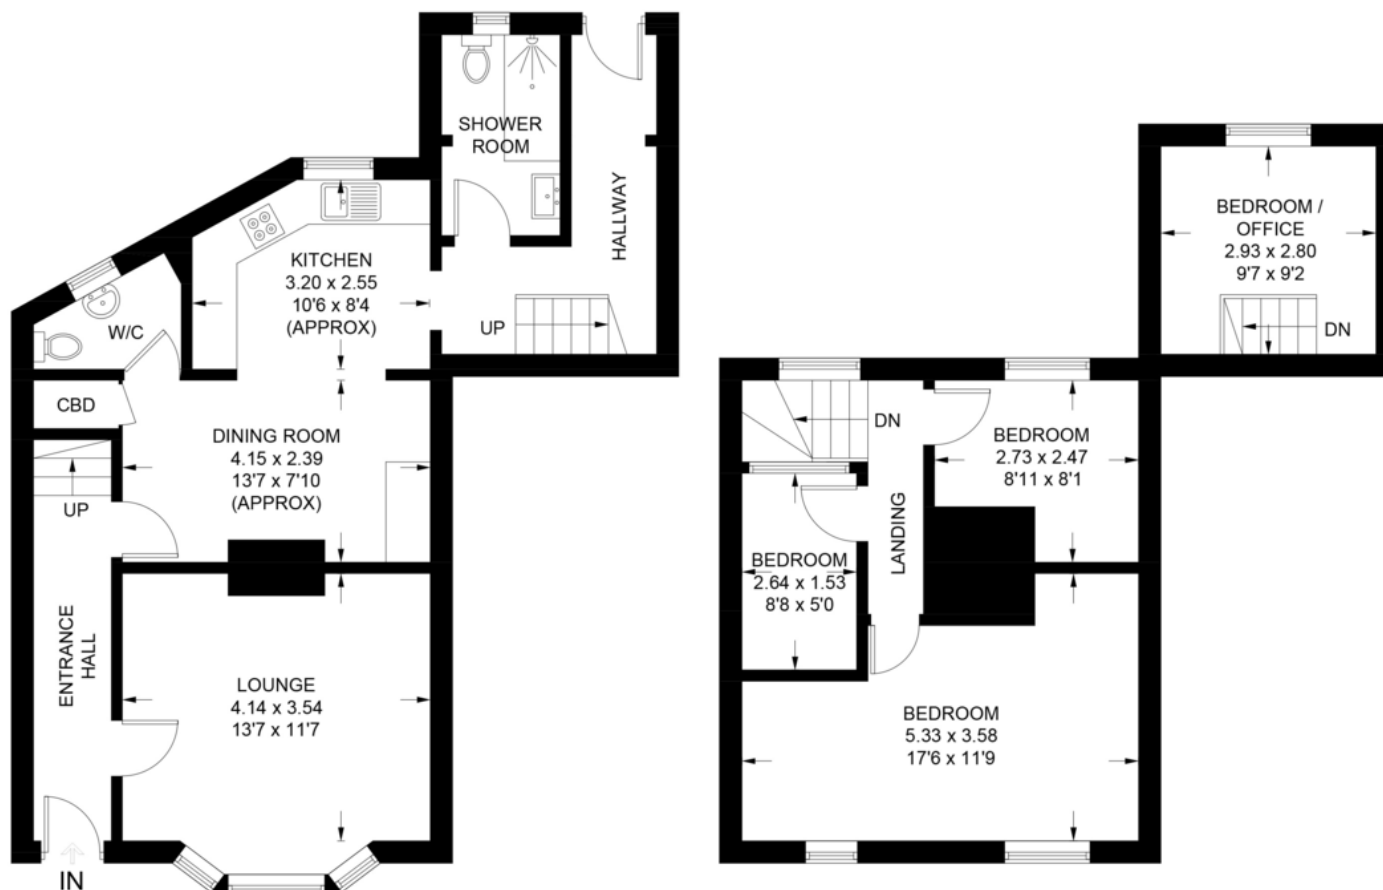 SHOWER
ROOM
HALLWAY
KITCHEN
3.20 x 2.55
10'6 x 8'4
(APPROX)
W/C
UP
CBD
DINING ROOM
4.15 x 2.39
13'7 x 7'10
(APPROX)
UP
ENTRANCE
HALL
LOUNGE
4.14 x 3.54
13'7 x 11'7
IN
BEDROOM /
OFFICE
2.93 x 2.80
9'7 x 9'2
DN
DN
BEDROOM
2.73 x 2.47
8'11 x 8'1
LANDING
BEDROOM
2.64 x 1.53
8'8 x 5'0
BEDROOM
5.33 x 3.58
17'6 x 11'9